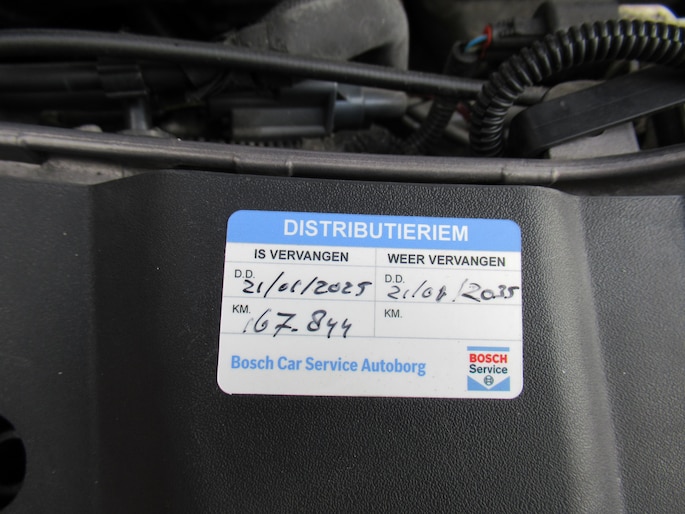 DISTRIBUTIERIEM
IS VERVANGEN WEER VERVANGEN
D.D. 21/01/2025 D.D. 21/01/2035
KM. 167.844 KM.
Bosch Car Service Autoborg
BOSCH
Service